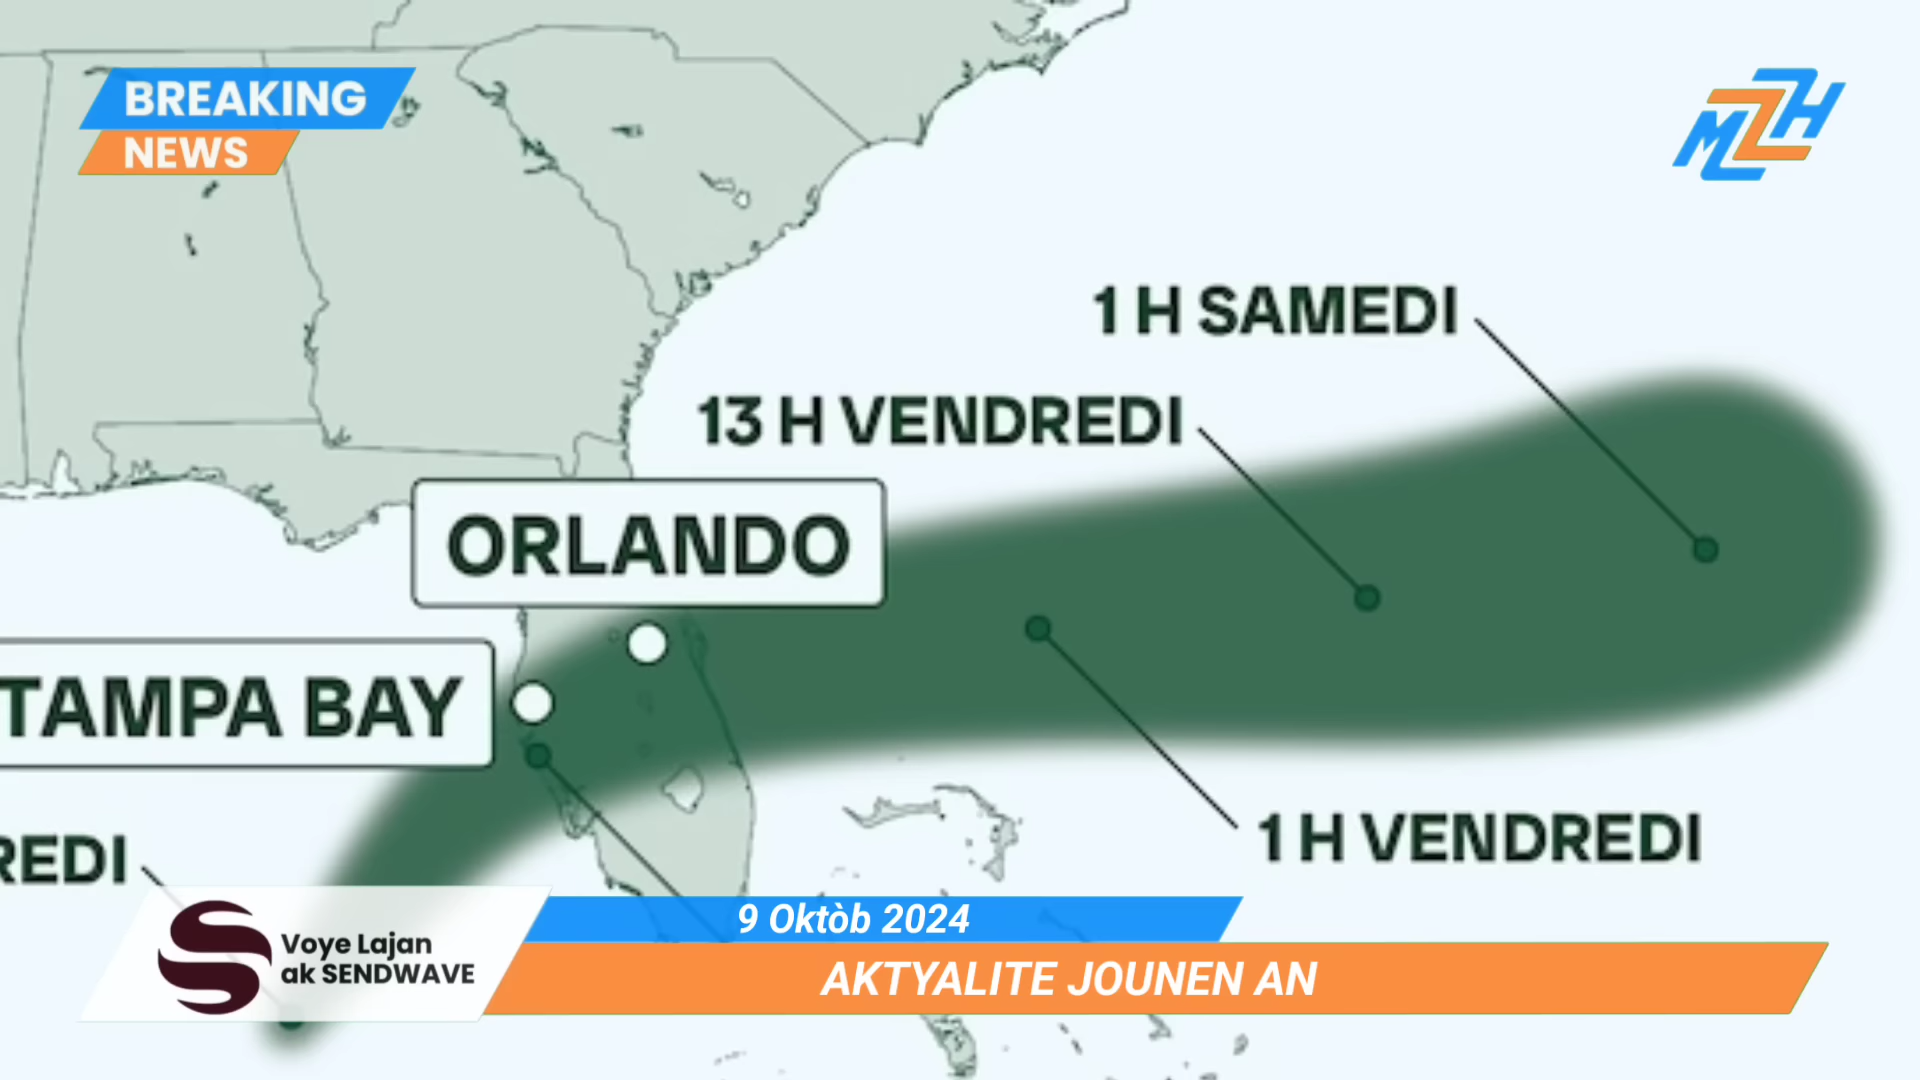 BREAKING
NEWS
MZH
1 H SAMEDI
13 H VENDREDI
ORLANDO
TAMPA BAY
REDI
1 H VENDREDI
9 Oktòb 2024
Voye Lajan
ak SENDWAVE
AKTYALITE JOUNEN AN